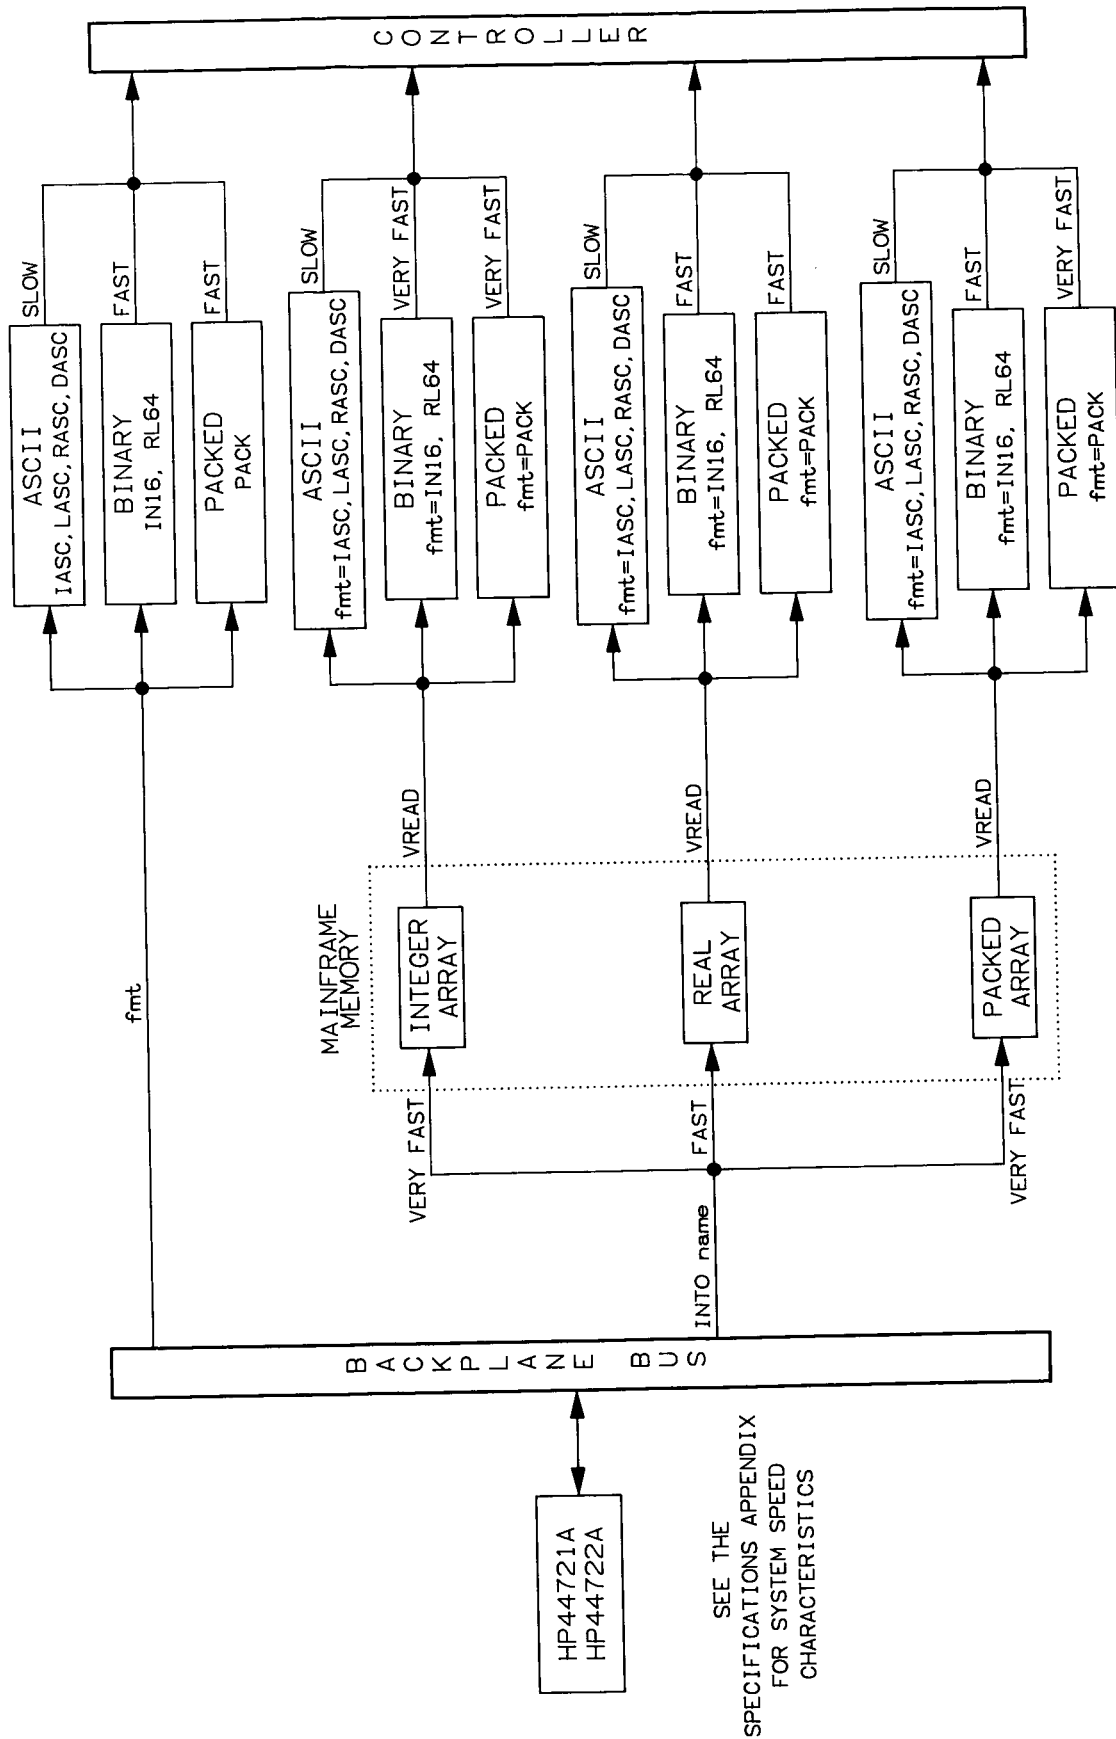 HP44721A
HP44722A
SEE THE
SPECIFICATIONS APPENDIX
FOR SYSTEM SPEED
CHARACTERISTICS
BACKPLANE BUS
fmt
INTO name
VERY FAST
FAST
VERY FAST
MAINFRAME
MEMORY
INTEGER
ARRAY
REAL
ARRAY
PACKED
ARRAY
VREAD
VREAD
VREAD
ASCII
IASC, LASC, RASC, DASC
SLOW
BINARY
IN16, RL64
FAST
PACKED
PACK
FAST
ASCII
fmt=IASC, LASC, RASC, DASC
SLOW
BINARY
fmt=IN16, RL64
VERY FAST
PACKED
fmt=PACK
VERY FAST
ASCII
fmt=IASC, LASC, RASC, DASC
SLOW
BINARY
fmt=IN16, RL64
FAST
PACKED
fmt=PACK
FAST
ASCII
fmt=IASC, LASC, RASC, DASC
SLOW
BINARY
fmt=IN16, RL64
FAST
PACKED
fmt=PACK
VERY FAST
CONTROLLER